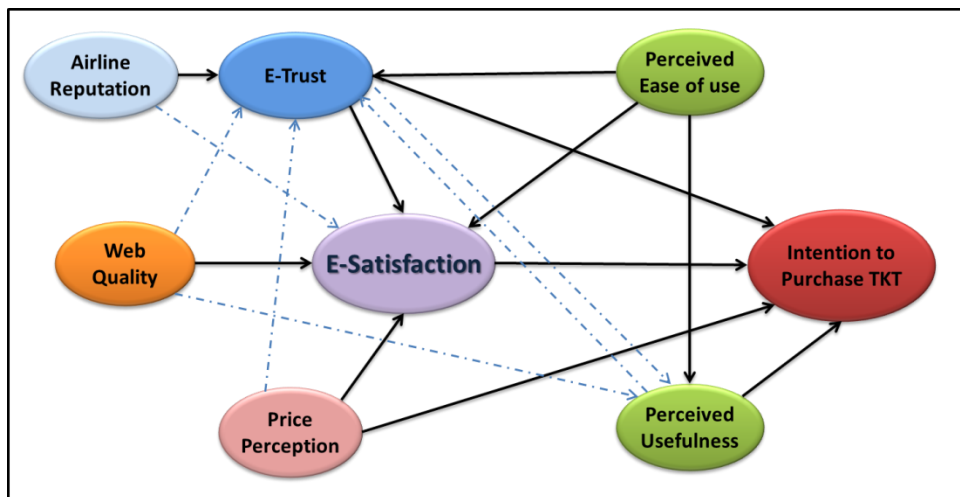 Airline
Reputation
E-Trust
Perceived
Ease of use
Web
Quality
E-Satisfaction
Intention to
Purchase TKT
Price
Perception
Perceived
Usefulness